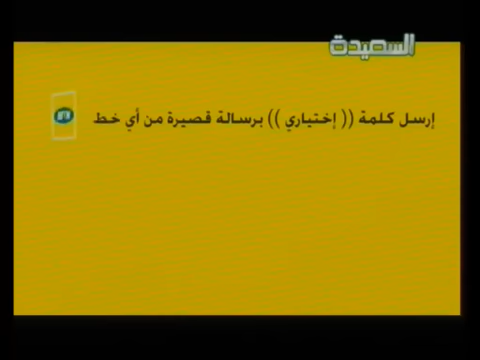 السعيدة
إرسل كلمة (( إختياري )) برسالة قصيرة من أي خط